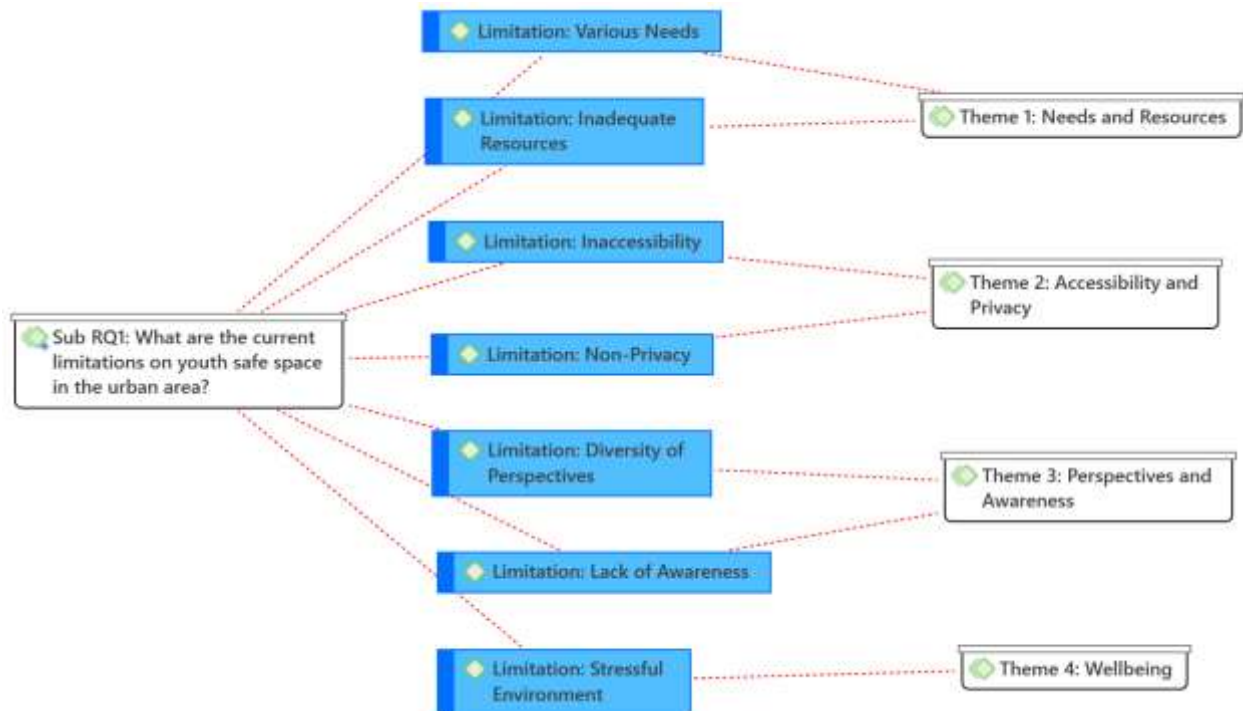 Limitation: Various Needs
Limitation: Inadequate
Resources
Theme 1: Needs and Resources
Limitation: Inaccessibility
Theme 2: Accessibility and
Privacy
Sub RQ1: What are the current
limitations on youth safe space
in the urban area?
Limitation: Non-Privacy
Limitation: Diversity of
Perspectives
Theme 3: Perspectives and
Awareness
Limitation: Lack of Awareness
Limitation: Stressful
Environment
Theme 4: Wellbeing